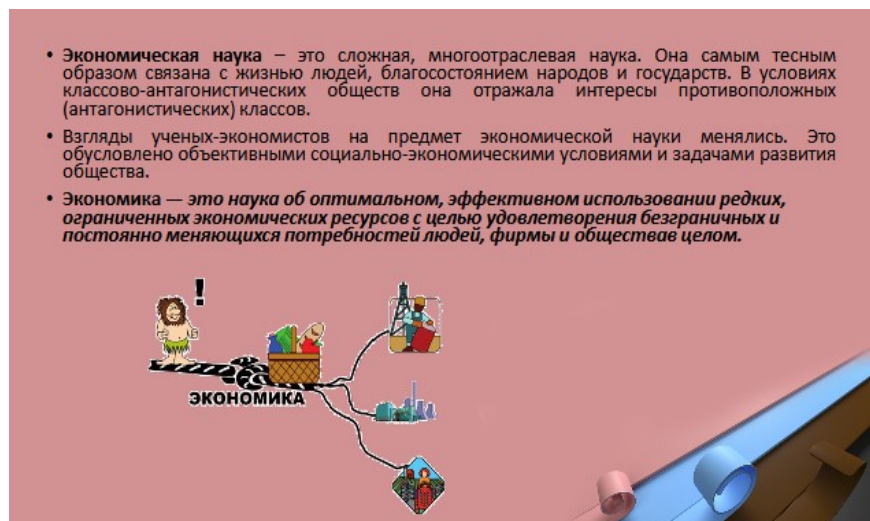 • Экономическая наука – это сложная, многоотраслевая наука. Она самым тесным
образом связана с жизнью людей, благосостоянием народов и государств. В условиях
классово-антагонистических обществ она отражала интересы противоположных
(антагонистических) классов.
• Взгляды ученых-экономистов на предмет экономической науки менялись. Это
обусловлено объективными социально-экономическими условиями и задачами развития
общества.
• Экономика — это наука об оптимальном, эффективном использовании редких,
ограниченных экономических ресурсов с целью удовлетворения безграничных и
постоянно меняющихся потребностей людей, фирмы и обществав целом.
!
ЭКОНОМИКА